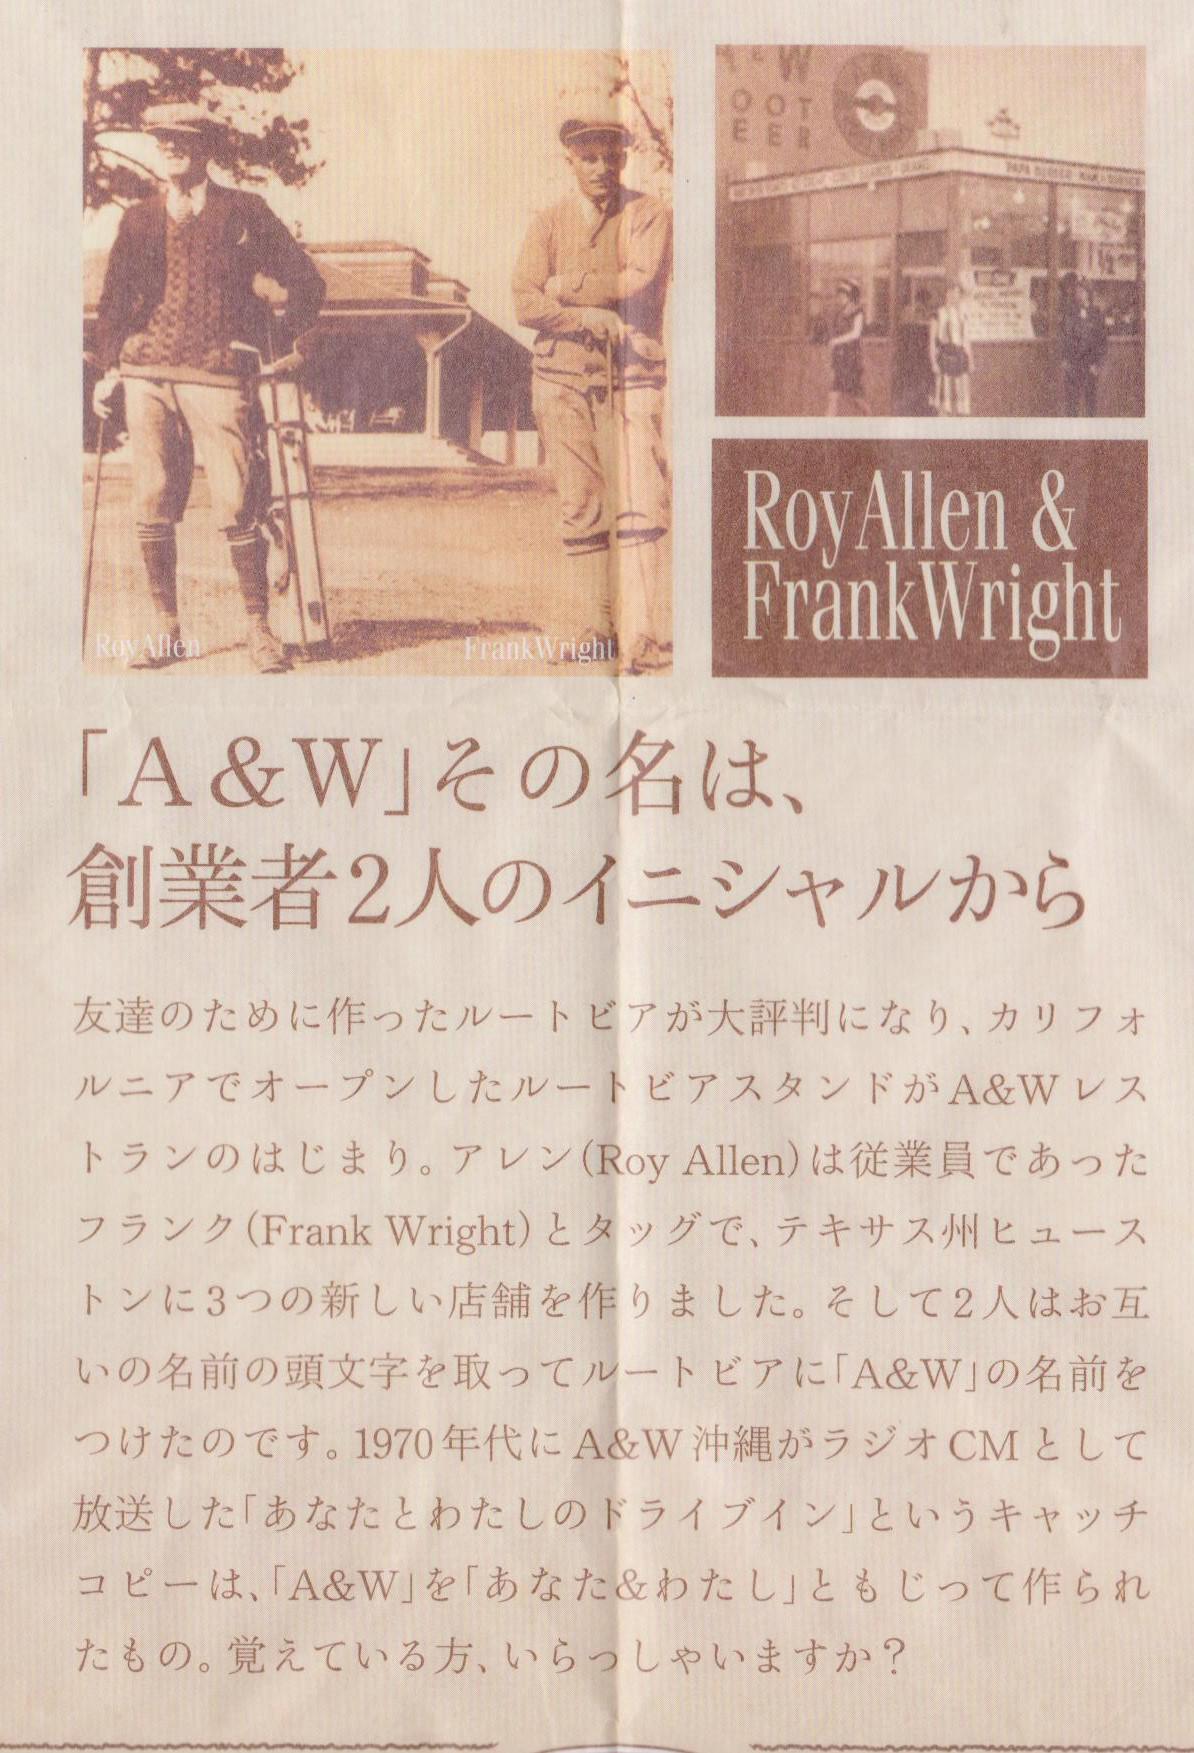 A&W
OOT
EER
RoyAllen
FrankWright
RoyAllen &
FrankWright
「A&W」その名は、
創業者2人のイニシャルから
友達のために作ったルートビアが大評判になり、カリフォ
ルニアでオープンしたルートビアスタンドがA&Wレス
トランのはじまり。アレン(Roy Allen)は従業員であった
フランク(Frank Wright)とタッグで、テキサス州ヒュース
トンに3つの新しい店舗を作りました。そして2人はお互
いの名前の頭文字を取ってルートビアに「A&W」の名前を
つけたのです。1970年代にA&W沖縄がラジオCMとして
放送した「あなたとわたしのドライブイン」というキャッチ
コピーは、「A&W」を「あなた&わたし」ともじって作られ
たもの。覚えている方、いらっしゃいますか?